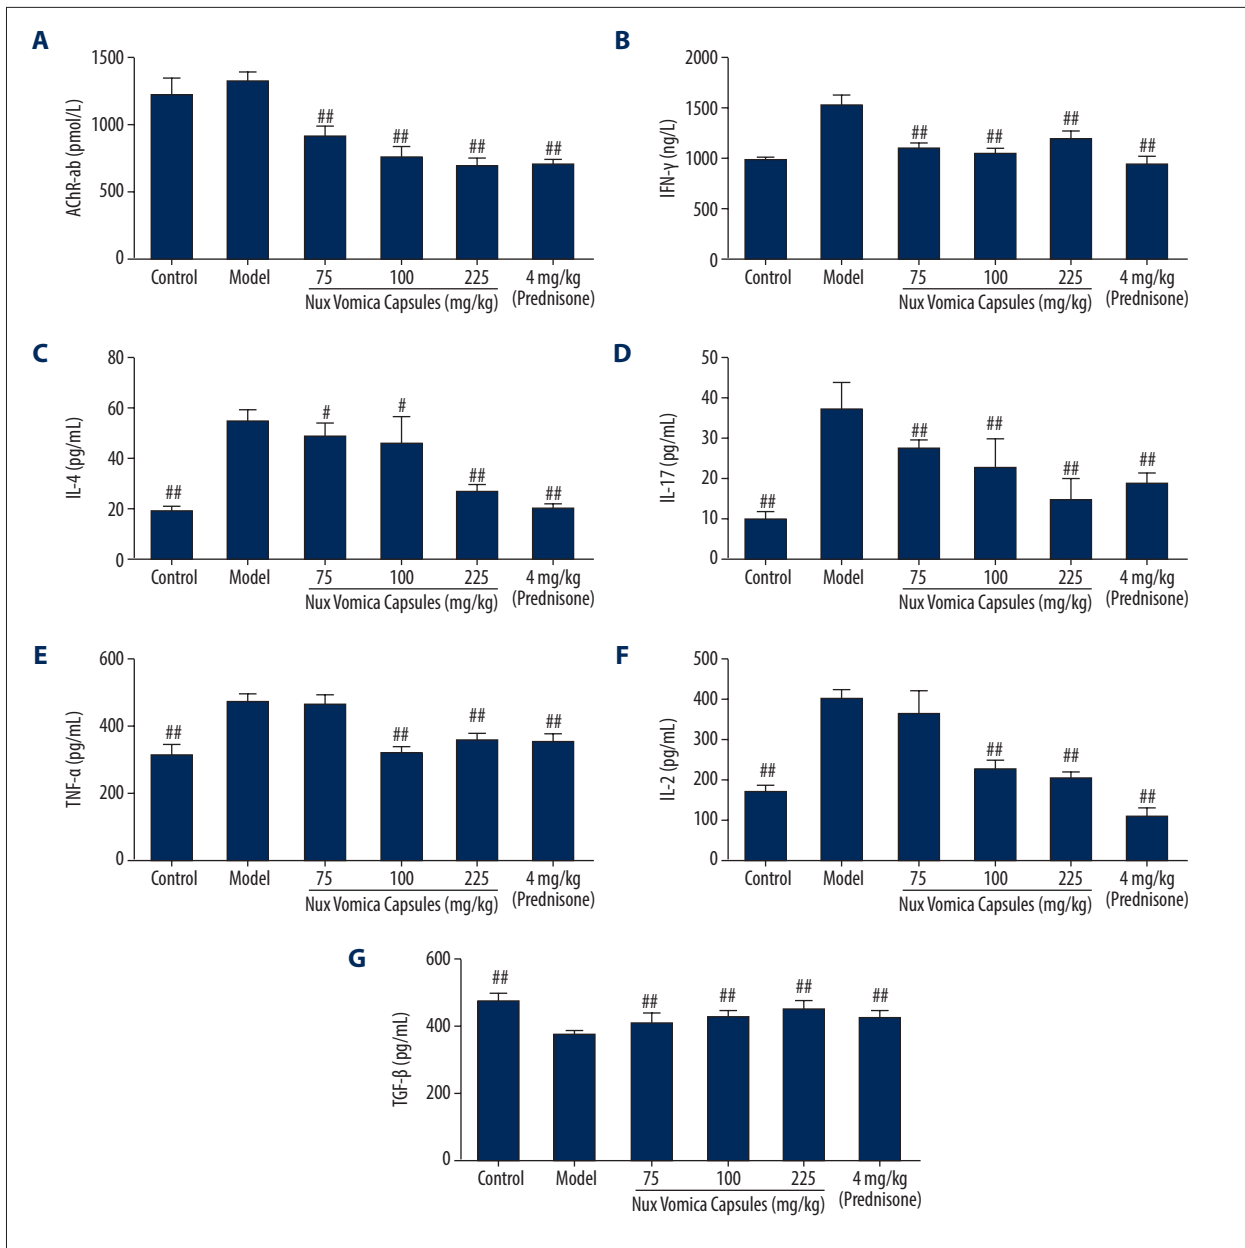 A
AChR-ab (pmol/L)
1500
1000
500
0
## ## ## ##
Control Model 75 100 225 4 mg/kg
Nux Vomica Capsules (mg/kg) (Prednisone)
B
IFN-γ (ng/L)
2000
1500
1000
500
0
## ## ## ##
Control Model 75 100 225 4 mg/kg
Nux Vomica Capsules (mg/kg) (Prednisone)
C
IL-4 (pg/mL)
80
60
40
20
0
## # # ## ##
Control Model 75 100 225 4 mg/kg
Nux Vomica Capsules (mg/kg) (Prednisone)
D
IL-17 (pg/mL)
50
40
30
20
10
0
## ## ## ## ##
Control Model 75 100 225 4 mg/kg
Nux Vomica Capsules (mg/kg) (Prednisone)
E
TNF-α (pg/mL)
600
400
200
0
## ## ## ##
Control Model 75 100 225 4 mg/kg
Nux Vomica Capsules (mg/kg) (Prednisone)
F
IL-2 (pg/mL)
500
400
300
200
100
0
## ## ## ##
Control Model 75 100 225 4 mg/kg
Nux Vomica Capsules (mg/kg) (Prednisone)
G
TGF-β (pg/mL)
600
400
200
0
## ## ## ## ##
Control Model 75 100 225 4 mg/kg
Nux Vomica Capsules (mg/kg) (Prednisone)